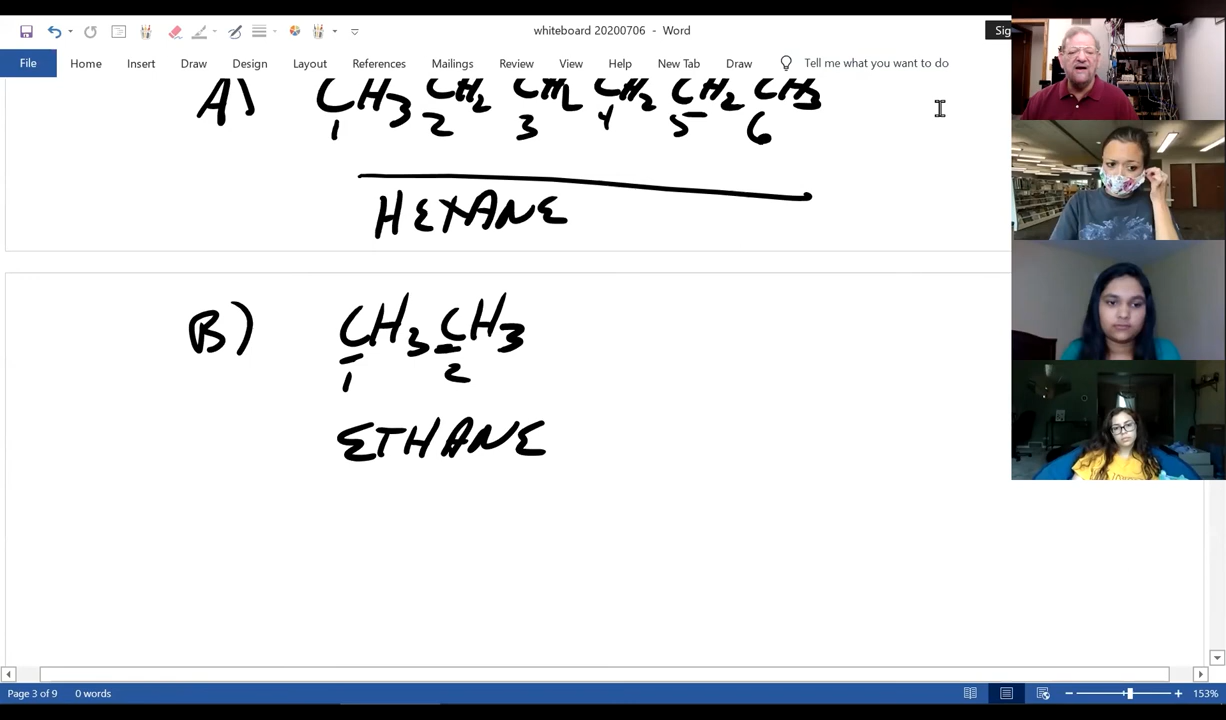 whiteboard 20200706 - Word
File Home Insert Draw Design Layout References Mailings Review View Help New Tab Draw Tell me what you want to do
A) CH3 CH2 CH2 CH2 CH2 CH3
1 2 3 4 5 6
HEXANE
B) CH3 CH3
1 2
ETHANE
Page 3 of 9 0 words 153%